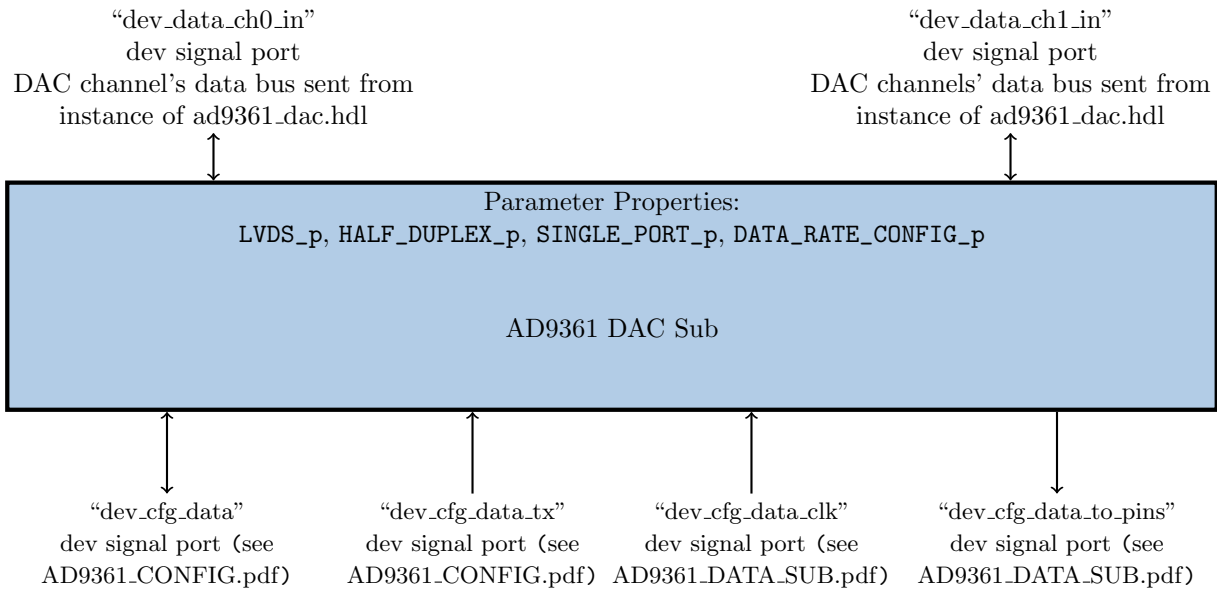 “dev_data_ch0_in”
dev signal port
DAC channel’s data bus sent from
instance of ad9361_dac.hdl
“dev_data_ch1_in”
dev signal port
DAC channels’ data bus sent from
instance of ad9361_dac.hdl
Parameter Properties:
LVDS_p, HALF_DUPLEX_p, SINGLE_PORT_p, DATA_RATE_CONFIG_p
AD9361 DAC Sub
“dev_cfg_data”
dev signal port (see
AD9361_CONFIG.pdf)
“dev_cfg_data_tx”
dev signal port (see
AD9361_CONFIG.pdf)
“dev_cfg_data_clk”
dev signal port (see
AD9361_DATA_SUB.pdf)
“dev_cfg_data_to_pins”
dev signal port (see
AD9361_DATA_SUB.pdf)